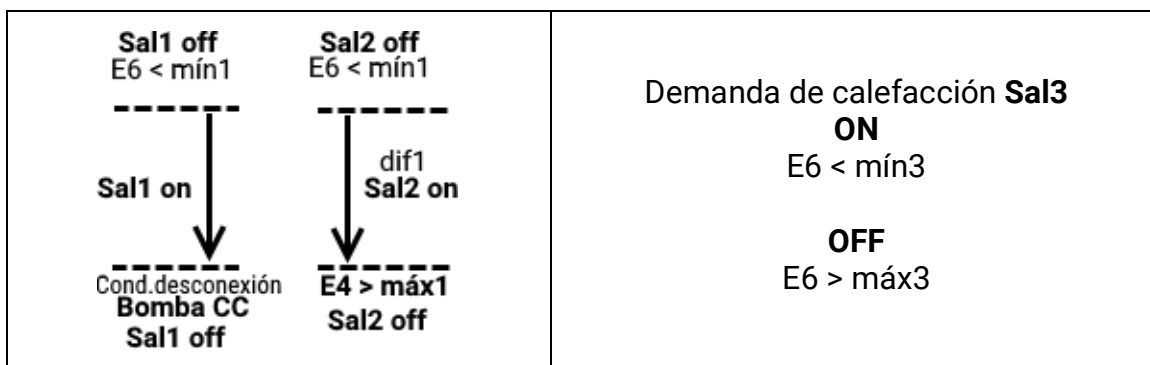 Sal1 off
E6 < mín1
Sal1 on
Cond.desconexión
Bomba CC
Sal1 off
Sal2 off
E6 < mín1
dif1
Sal2 on
E4 > máx1
Sal2 off
Demanda de calefacción Sal3
ON
E6 < mín3
OFF
E6 > máx3